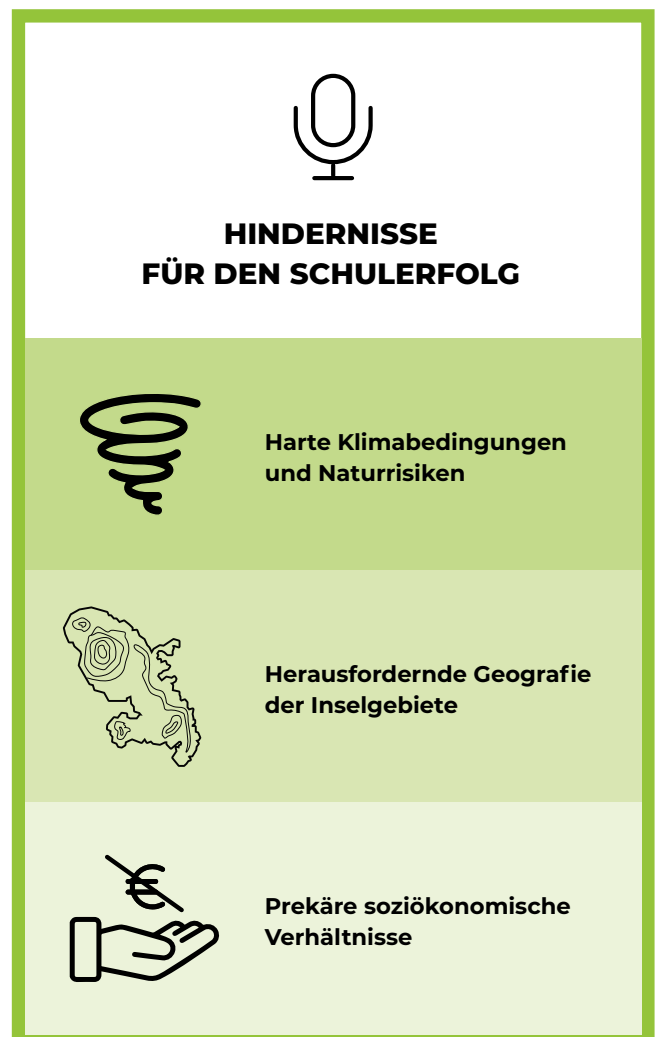 HINDERNISSE
FÜR DEN SCHULERFOLG
Harte Klimabedingungen
und Naturrisiken
Herausfordernde Geografie
der Inselgebiete
Prekäre soziökonomische
Verhältnisse